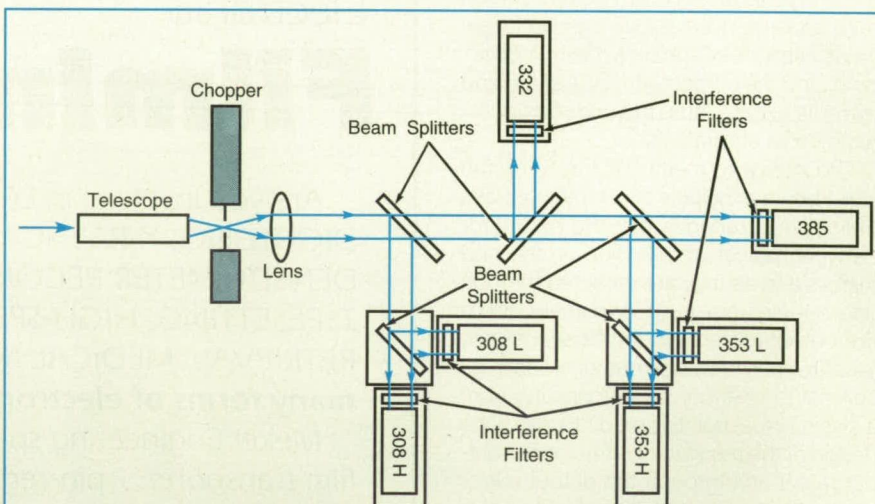 Chopper
332
Interference
Filters
Beam Splitters
Telescope
Lens
385
Beam
Splitters
308 L
353 L
308 H
353 H
Interference
Filters